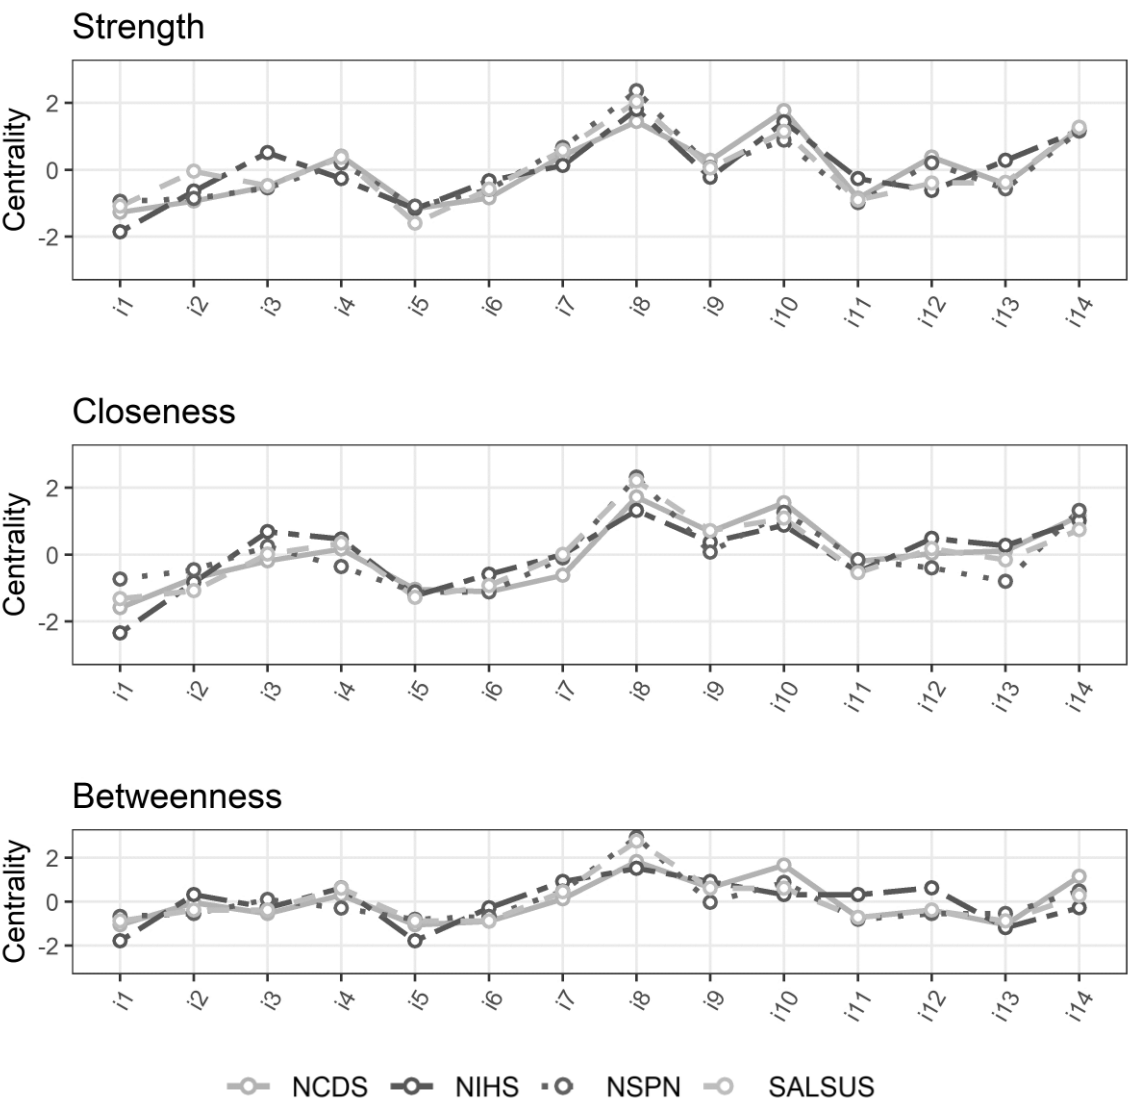 Strength
Centrality
2
0
-2
i1 i2 i3 i4 i5 i6 i7 i8 i9 i10 i11 i12 i13 i14
Closeness
Centrality
2
0
-2
i1 i2 i3 i4 i5 i6 i7 i8 i9 i10 i11 i12 i13 i14
Betweenness
Centrality
2
0
-2
i1 i2 i3 i4 i5 i6 i7 i8 i9 i10 i11 i12 i13 i14
NCDS NIHS NSPN SALSUS